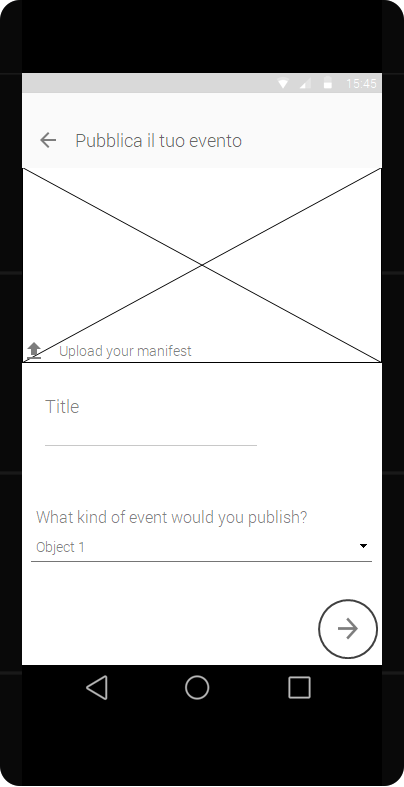 15:45
Pubblica il tuo evento
Upload your manifest
Title
What kind of event would you publish?
Object 1